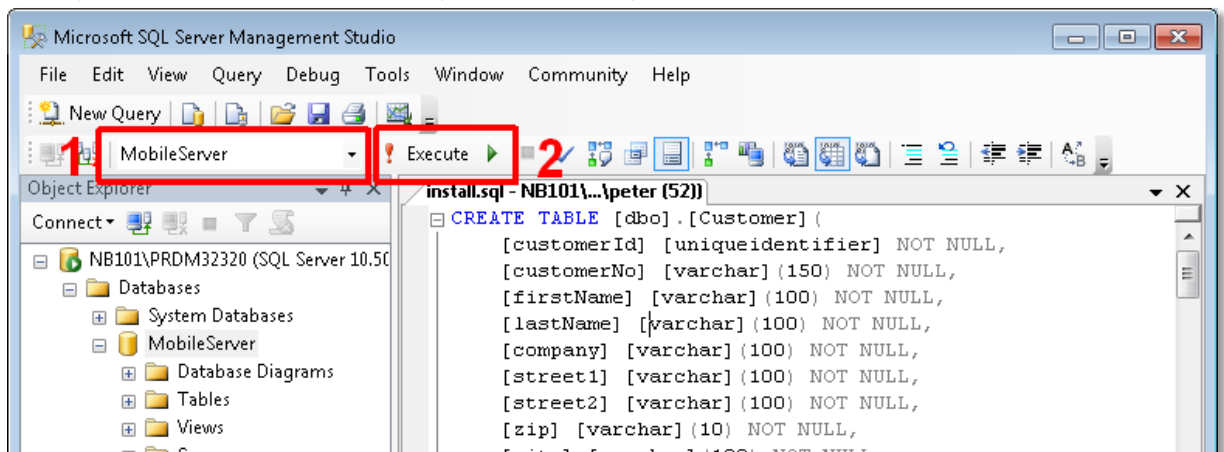 Microsoft SQL Server Management Studio
File Edit View Query Debug Tools Window Community Help
New Query
1 MobileServer Execute 2
Object Explorer
install.sql - NB101\...\peter (52))
Connect
CREATE TABLE [dbo].[Customer](
[customerId] [uniqueidentifier] NOT NULL,
NB101\PRDM32320 (SQL Server 10.50
[customerNo] [varchar](150) NOT NULL,
Databases
[firstName] [varchar](100) NOT NULL,
System Databases
[lastName] [varchar](100) NOT NULL,
MobileServer
[company] [varchar](100) NOT NULL,
Database Diagrams
[street1] [varchar](100) NOT NULL,
Tables
[street2] [varchar](100) NOT NULL,
Views
[zip] [varchar](10) NOT NULL,